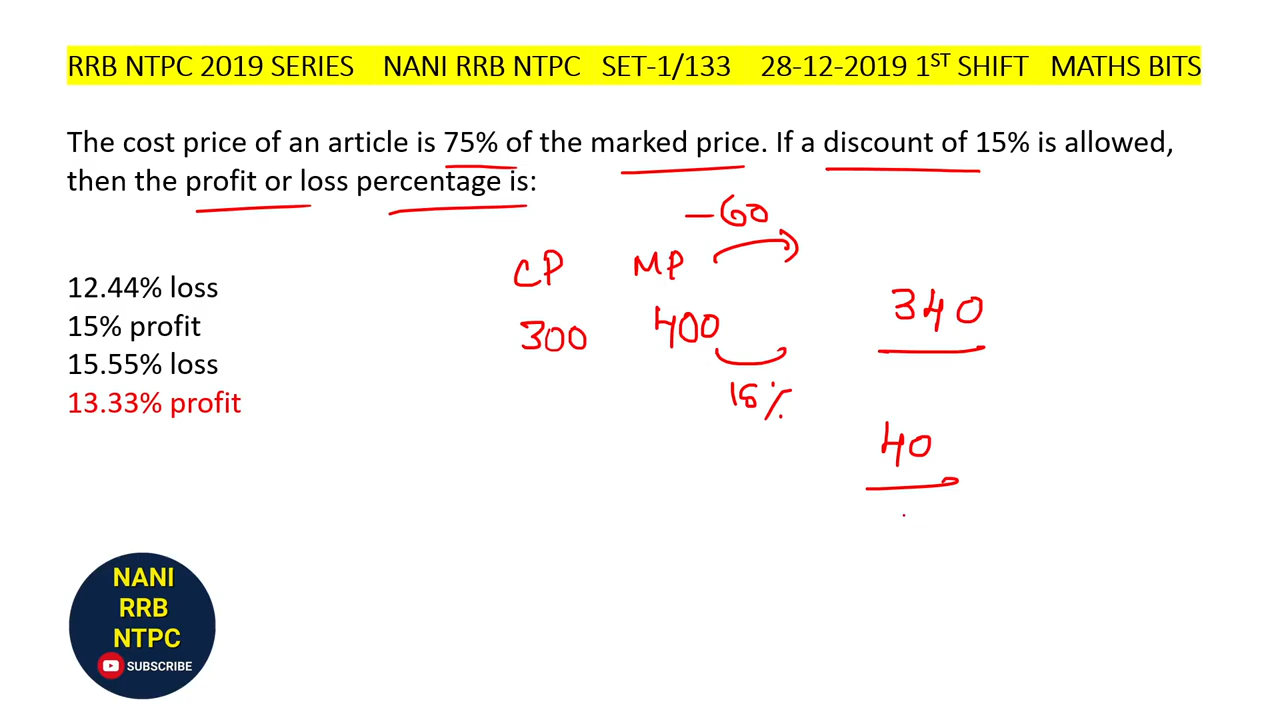 RRB NTPC 2019 SERIES NANI RRB NTPC SET-1/133 28-12-2019 1ST SHIFT MATHS BITS
The cost price of an article is 75% of the marked price. If a discount of 15% is allowed,
then the profit or loss percentage is:
-60
CP MP
300 400 340
15%
40
12.44% loss
15% profit
15.55% loss
13.33% profit
NANI
RRB
NTPC
SUBSCRIBE